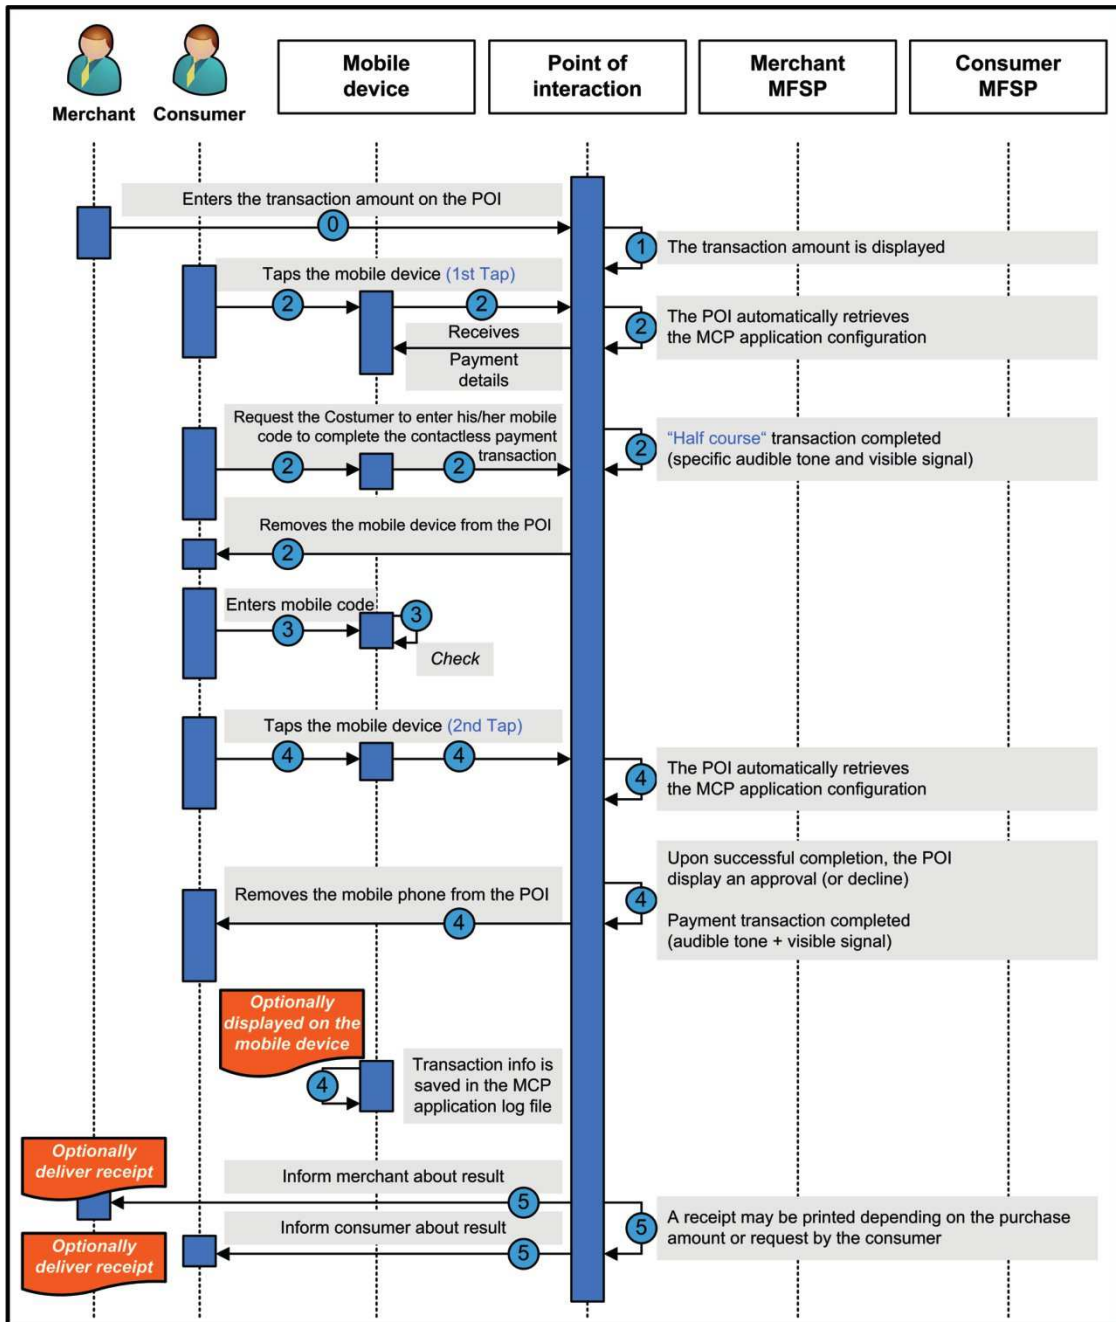 Merchant
Consumer
Mobile
device
Point of
interaction
Merchant
MFSP
Consumer
MFSP
Enters the transaction amount on the POI
0
1
The transaction amount is displayed
Taps the mobile device (1st Tap)
2
2
2
The POI automatically retrieves
the MCP application configuration
Receives
Payment
details
Request the Costumer to enter his/her mobile
code to complete the contactless payment
transaction
2
2
2
“Half course“ transaction completed
(specific audible tone and visible signal)
Removes the mobile device from the POI
2
Enters mobile code
3
3
Check
Taps the mobile device (2nd Tap)
4
4
4
The POI automatically retrieves
the MCP application configuration
Removes the mobile phone from the POI
4
4
Upon successful completion, the POI
display an approval (or decline)
Payment transaction completed
(audible tone + visible signal)
Optionally
displayed on the
mobile device
4
Transaction info is
saved in the MCP
application log file
Optionally
deliver receipt
Inform merchant about result
5
5
A receipt may be printed depending on the purchase
amount or request by the consumer
Optionally
deliver receipt
Inform consumer about result
5